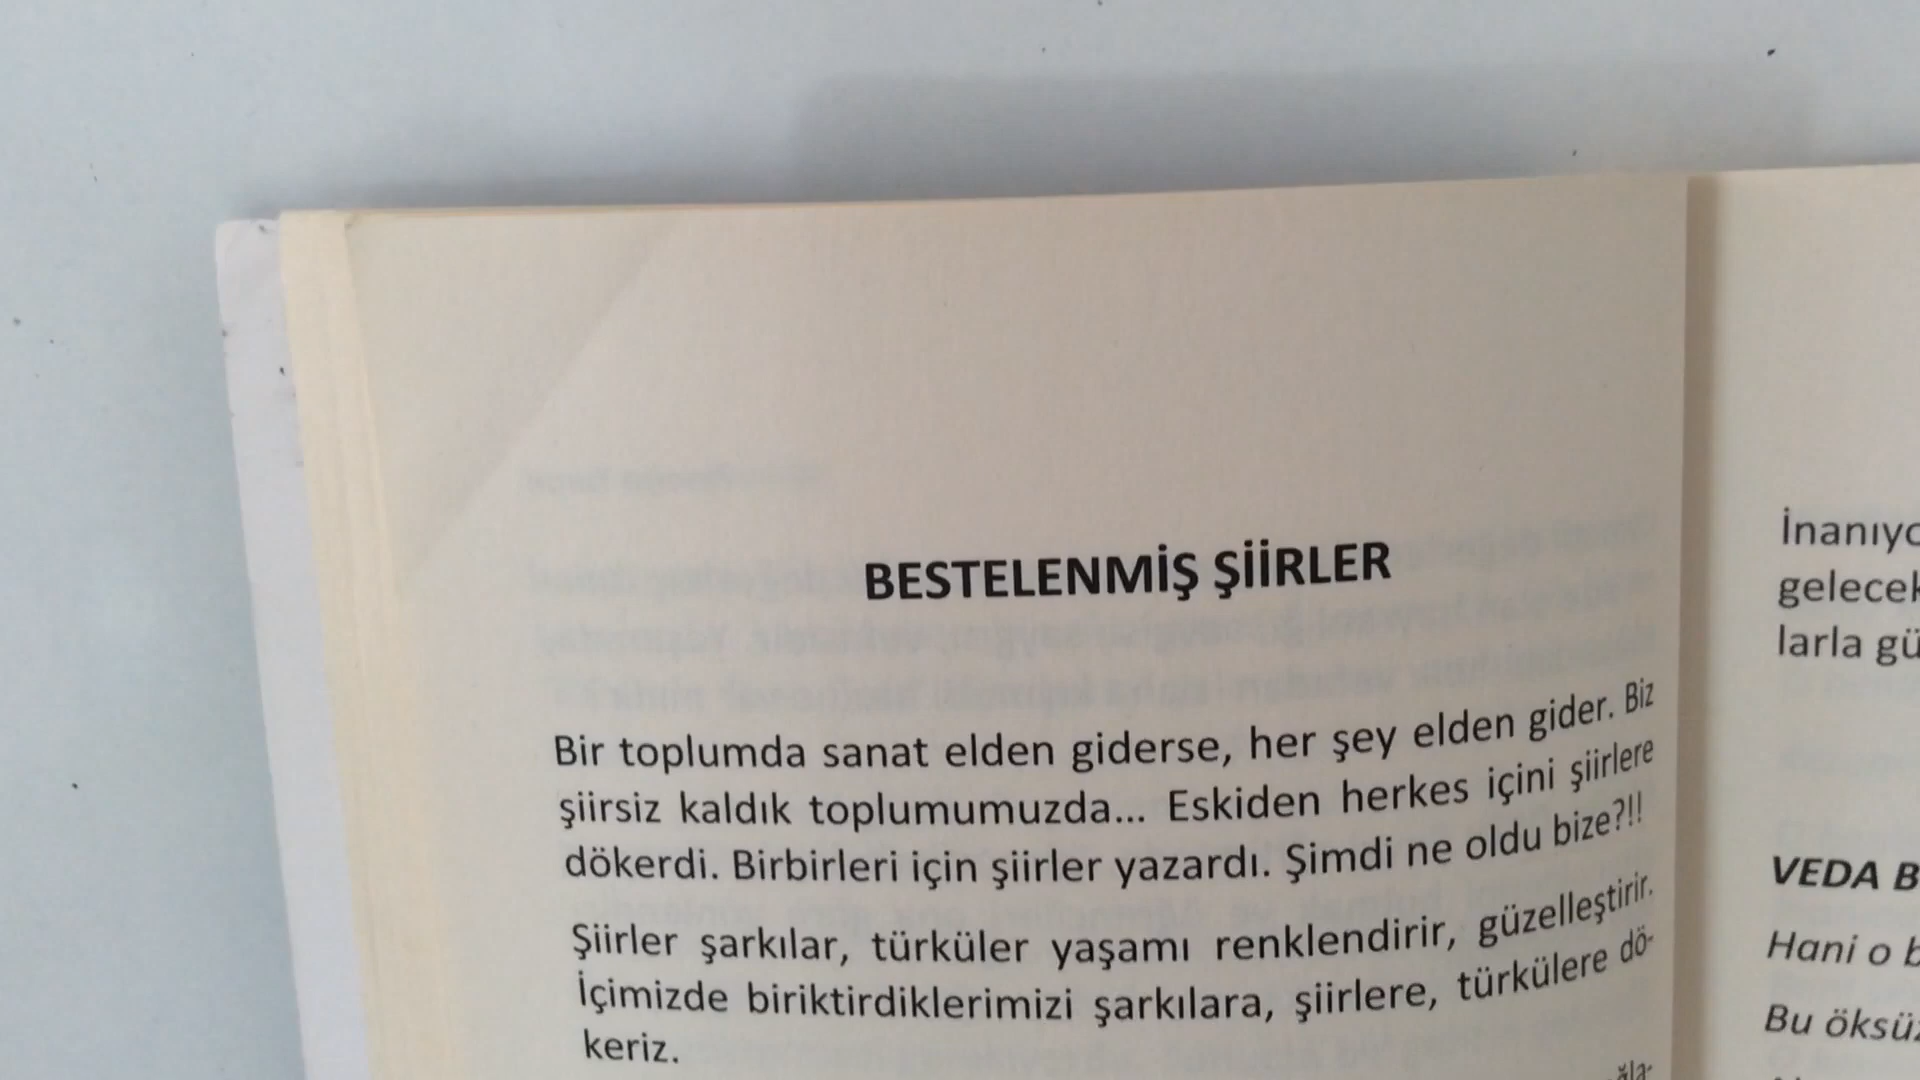 BESTELENMİŞ ŞİİRLER
Bir toplumda sanat elden giderse, her şey elden gider. Biz
şiirsiz kaldık toplumumuzda... Eskiden herkes içini şiirlere
dökerdi. Birbirleri için şiirler yazardı. Şimdi ne oldu bize?!!
Şiirler şarkılar, türküler yaşamı renklendirir, güzelleştirir.
İçimizde biriktirdiklerimizi şarkılara, şiirlere, türkülere dö-
keriz.
gelecek
larla gü
VEDA B
Hani o b
Bu öksüz